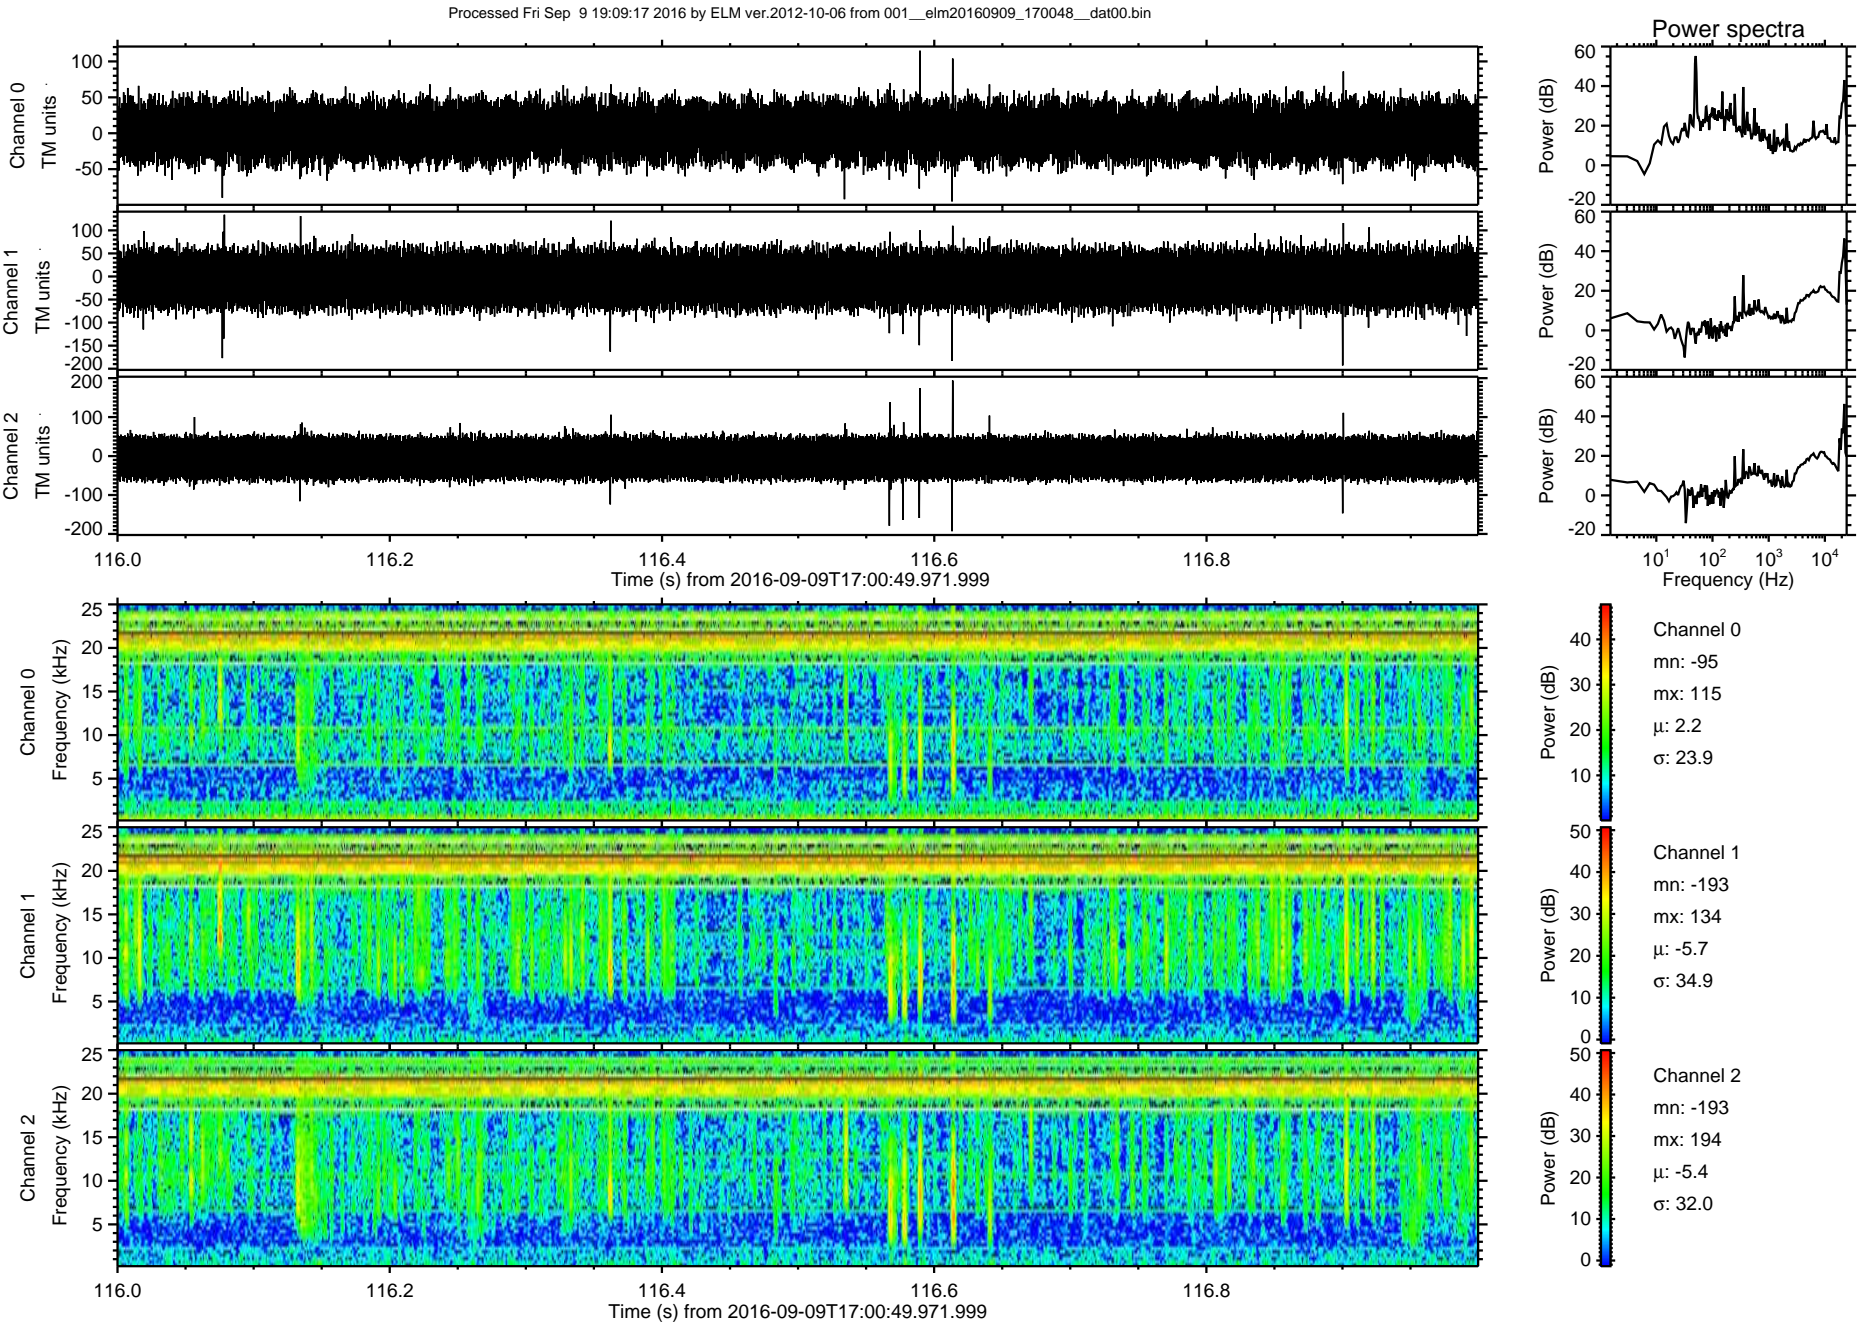 Processed Fri Sep 9 19:09:17 2016 by ELM ver.2012-10-06 from 001__elm20160909_170048__dat00.bin
Power spectra
Channel 0
TM units
100
50
0
-50
Power (dB)
60
40
20
0
-20
Channel 1
TM units
100
50
0
-50
-100
-150
-200
Power (dB)
60
40
20
0
-20
Channel 2
TM units
200
100
0
-100
-200
Power (dB)
60
40
20
0
-20
116.0 116.2 116.4 116.6 116.8
Time (s) from 2016-09-09T17:00:49.971.999
10¹ 10² 10³ 10⁴
Frequency (Hz)
Channel 0
Frequency (kHz)
25
20
15
10
5
Power (dB)
40
30
20
10
Channel 0
mn: -95
mx: 115
μ: 2.2
σ: 23.9
Channel 1
Frequency (kHz)
25
20
15
10
5
Power (dB)
50
40
30
20
10
0
Channel 1
mn: -193
mx: 134
μ: -5.7
σ: 34.9
Channel 2
Frequency (kHz)
25
20
15
10
5
Power (dB)
50
40
30
20
10
0
Channel 2
mn: -193
mx: 194
μ: -5.4
σ: 32.0
116.0 116.2 116.4 116.6 116.8
Time (s) from 2016-09-09T17:00:49.971.999